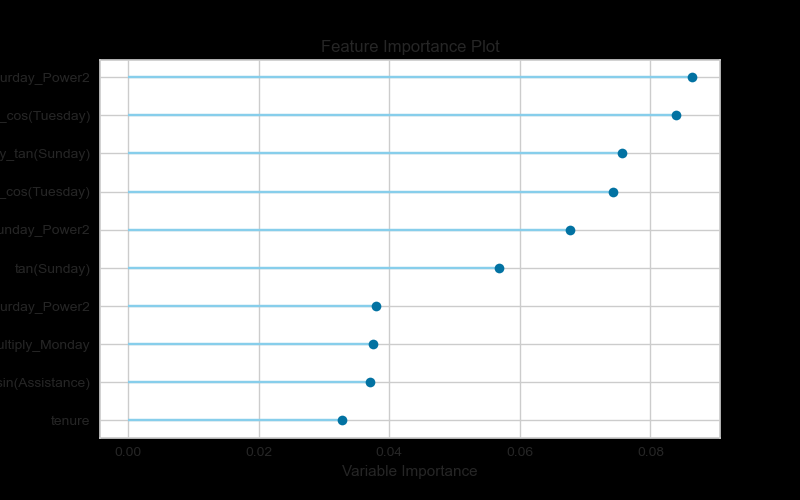 Feature Importance Plot
urday_Power2
_cos(Tuesday)
y_tan(Sunday)
_cos(Tuesday)
unday_Power2
tan(Sunday)
urday_Power2
ultiply_Monday
sin(Assistance)
tenure
0.00 0.02 0.04 0.06 0.08
Variable Importance